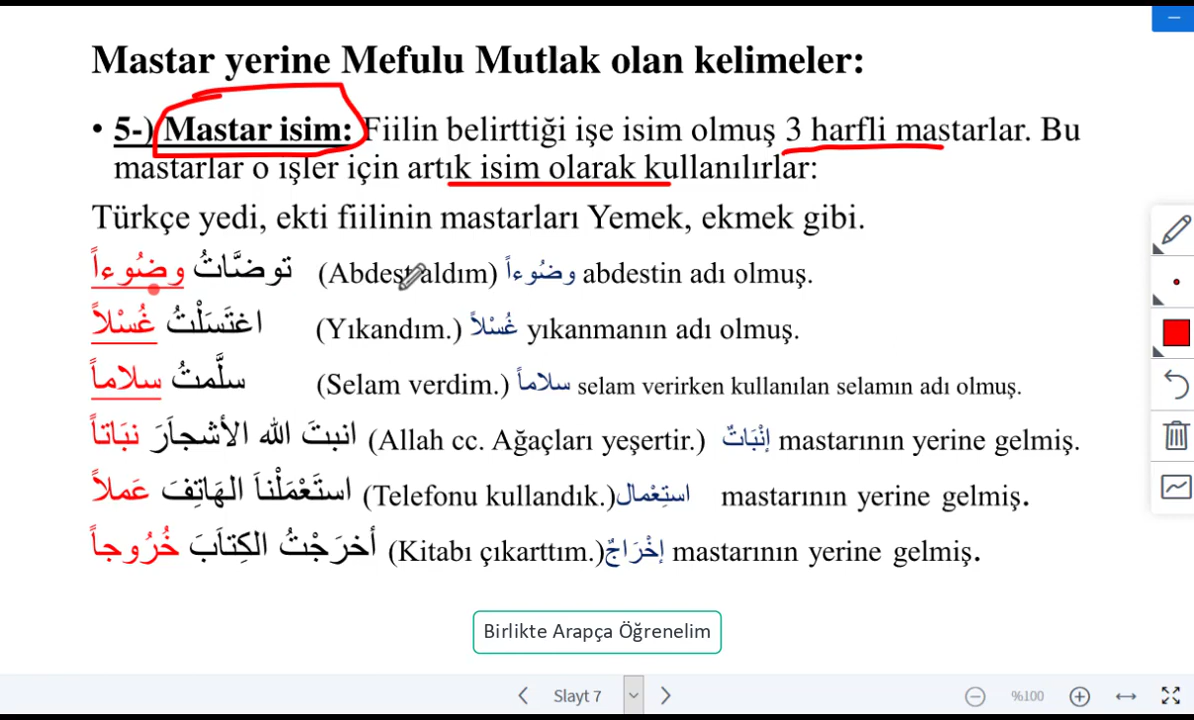 Mastar yerine Mefulu Mutlak olan kelimeler:
• 5-) Mastar isim: Fiilin belirttiği işe isim olmuş 3 harfli mastarlar. Bu
mastarlar o işler için artık isim olarak kullanılırlar:
Türkçe yedi, ekti fiilinin mastarları Yemek, ekmek gibi.
توضَّاتُ وضُوءاً (Abdest aldım) وضُوءاً abdestin adı olmuş.
اغتَسَلْتُ غُسْلاً (Yıkandım.) غُسْلاً yıkanmanın adı olmuş.
سلَّمتُ سلاماً (Selam verdim.) سلاماً selam verirken kullanılan selamın adı olmuş.
انبتَ الله الأشجاَرَ نبَاتاً (Allah cc. Ağaçları yeşertir.) إنْبَاتٌ mastarının yerine gelmiş.
استَعْمَلْناَ الهَاتِفَ عَملاً (Telefonu kullandık.) استِعْمال mastarının yerine gelmiş.
أخرَجْتُ الكِتاَبَ خُرُوجاً (Kitabı çıkarttım.) إخْرَاجٌ mastarının yerine gelmiş.
Birlikte Arapça Öğrenelim
Slayt 7 %100